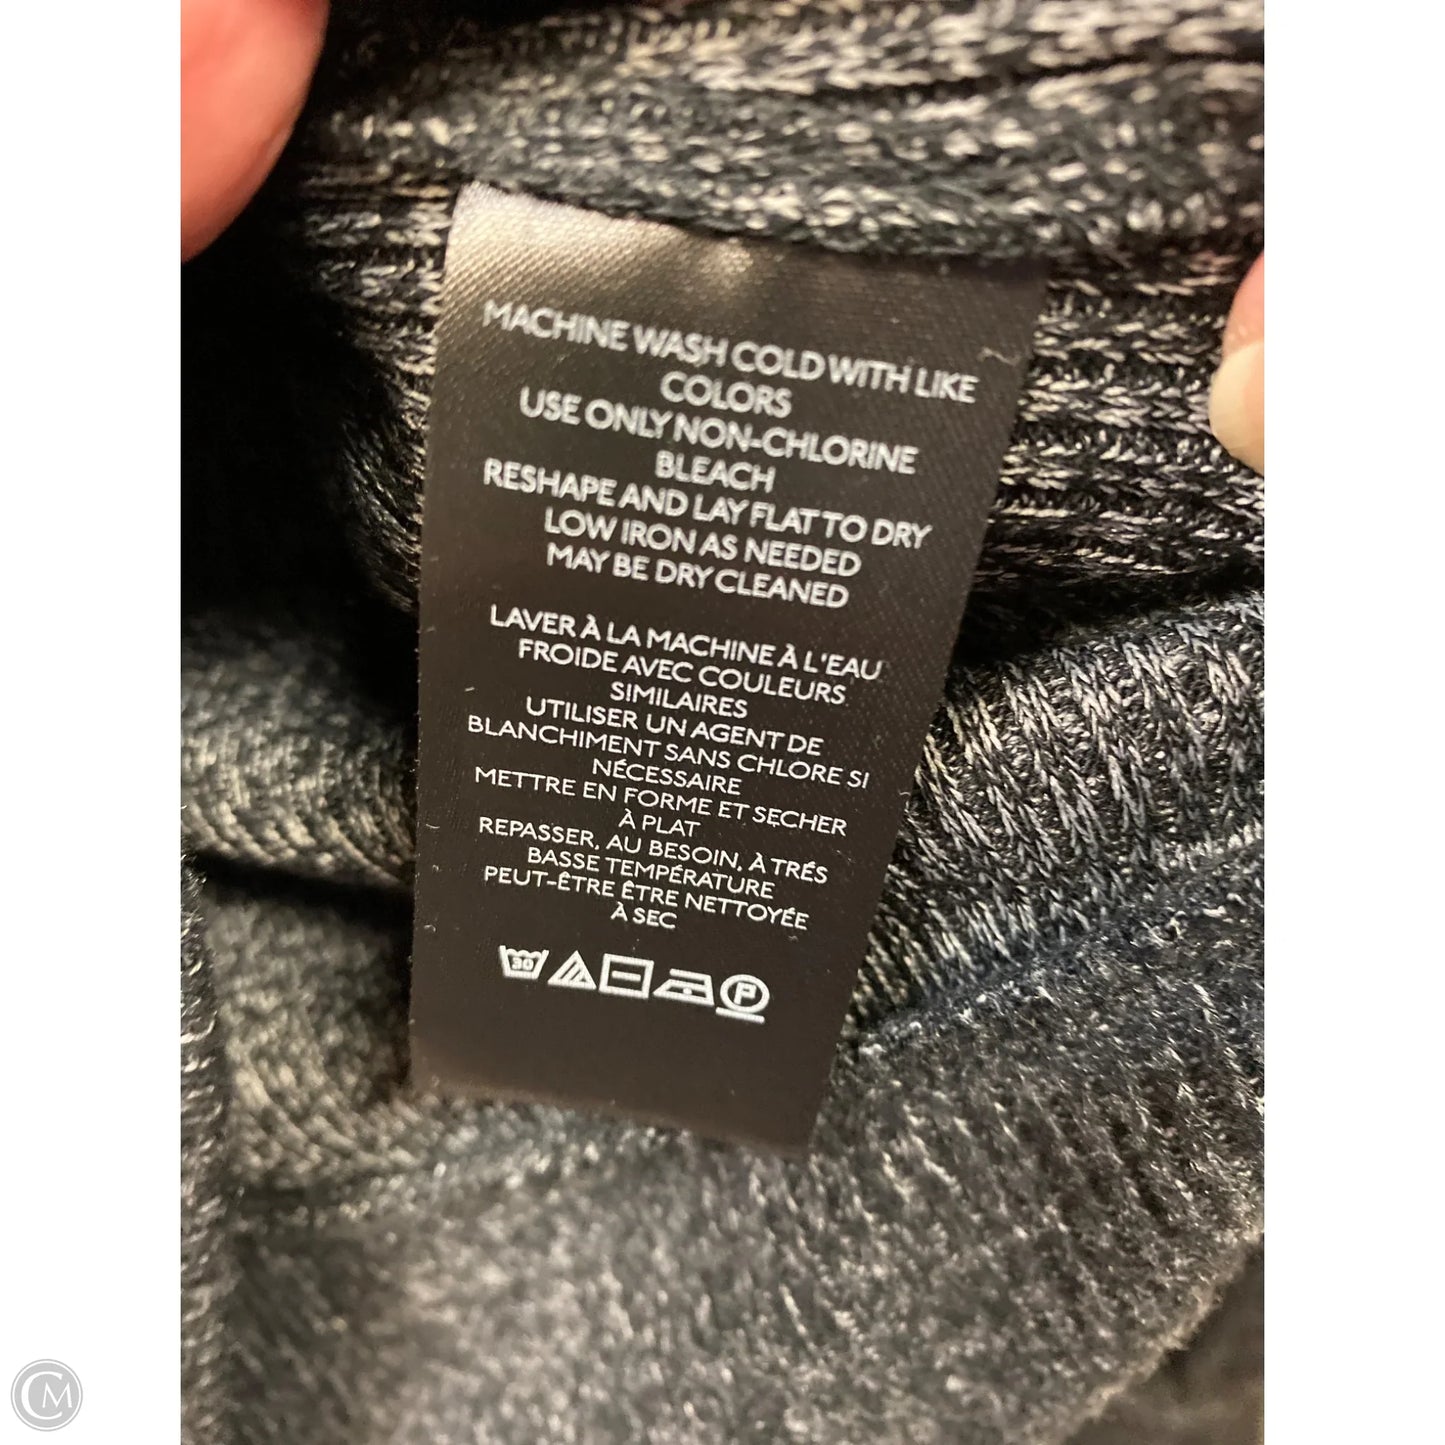 MACHINE WASH COLD WITH LIKE
COLORS
USE ONLY NON-CHLORINE
BLEACH
RESHAPE AND LAY FLAT TO DRY
LOW IRON AS NEEDED
MAY BE DRY CLEANED
LAVER À LA MACHINE À L'EAU
FROIDE AVEC COULEURS
SIMILAIRES
UTILISER UN AGENT DE
BLANCHIMENT SANS CHLORE SI
NÉCESSAIRE
METTRE EN FORME ET SECHER
À PLAT
REPASSER, AU BESOIN, À TRÉS
BASSE TEMPÉRATURE
PEUT-ÊTRE ÊTRE NETTOYÉE
À SEC
30 P
CM